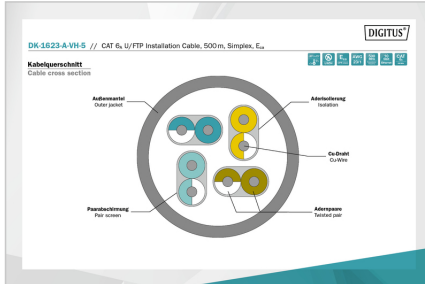 DIGITUS®
DK-1623-A-VH-5 // CAT 6A U/FTP Installation Cable, 500 m, Simplex, Eca
Kabelquerschnitt
Cable cross section
Außenmantel
Outer jacket
Aderisolierung
Isolation
Cu-Draht
Cu-Wire
Paarabschirmung
Pair screen
Adernpaare
Twisted pair